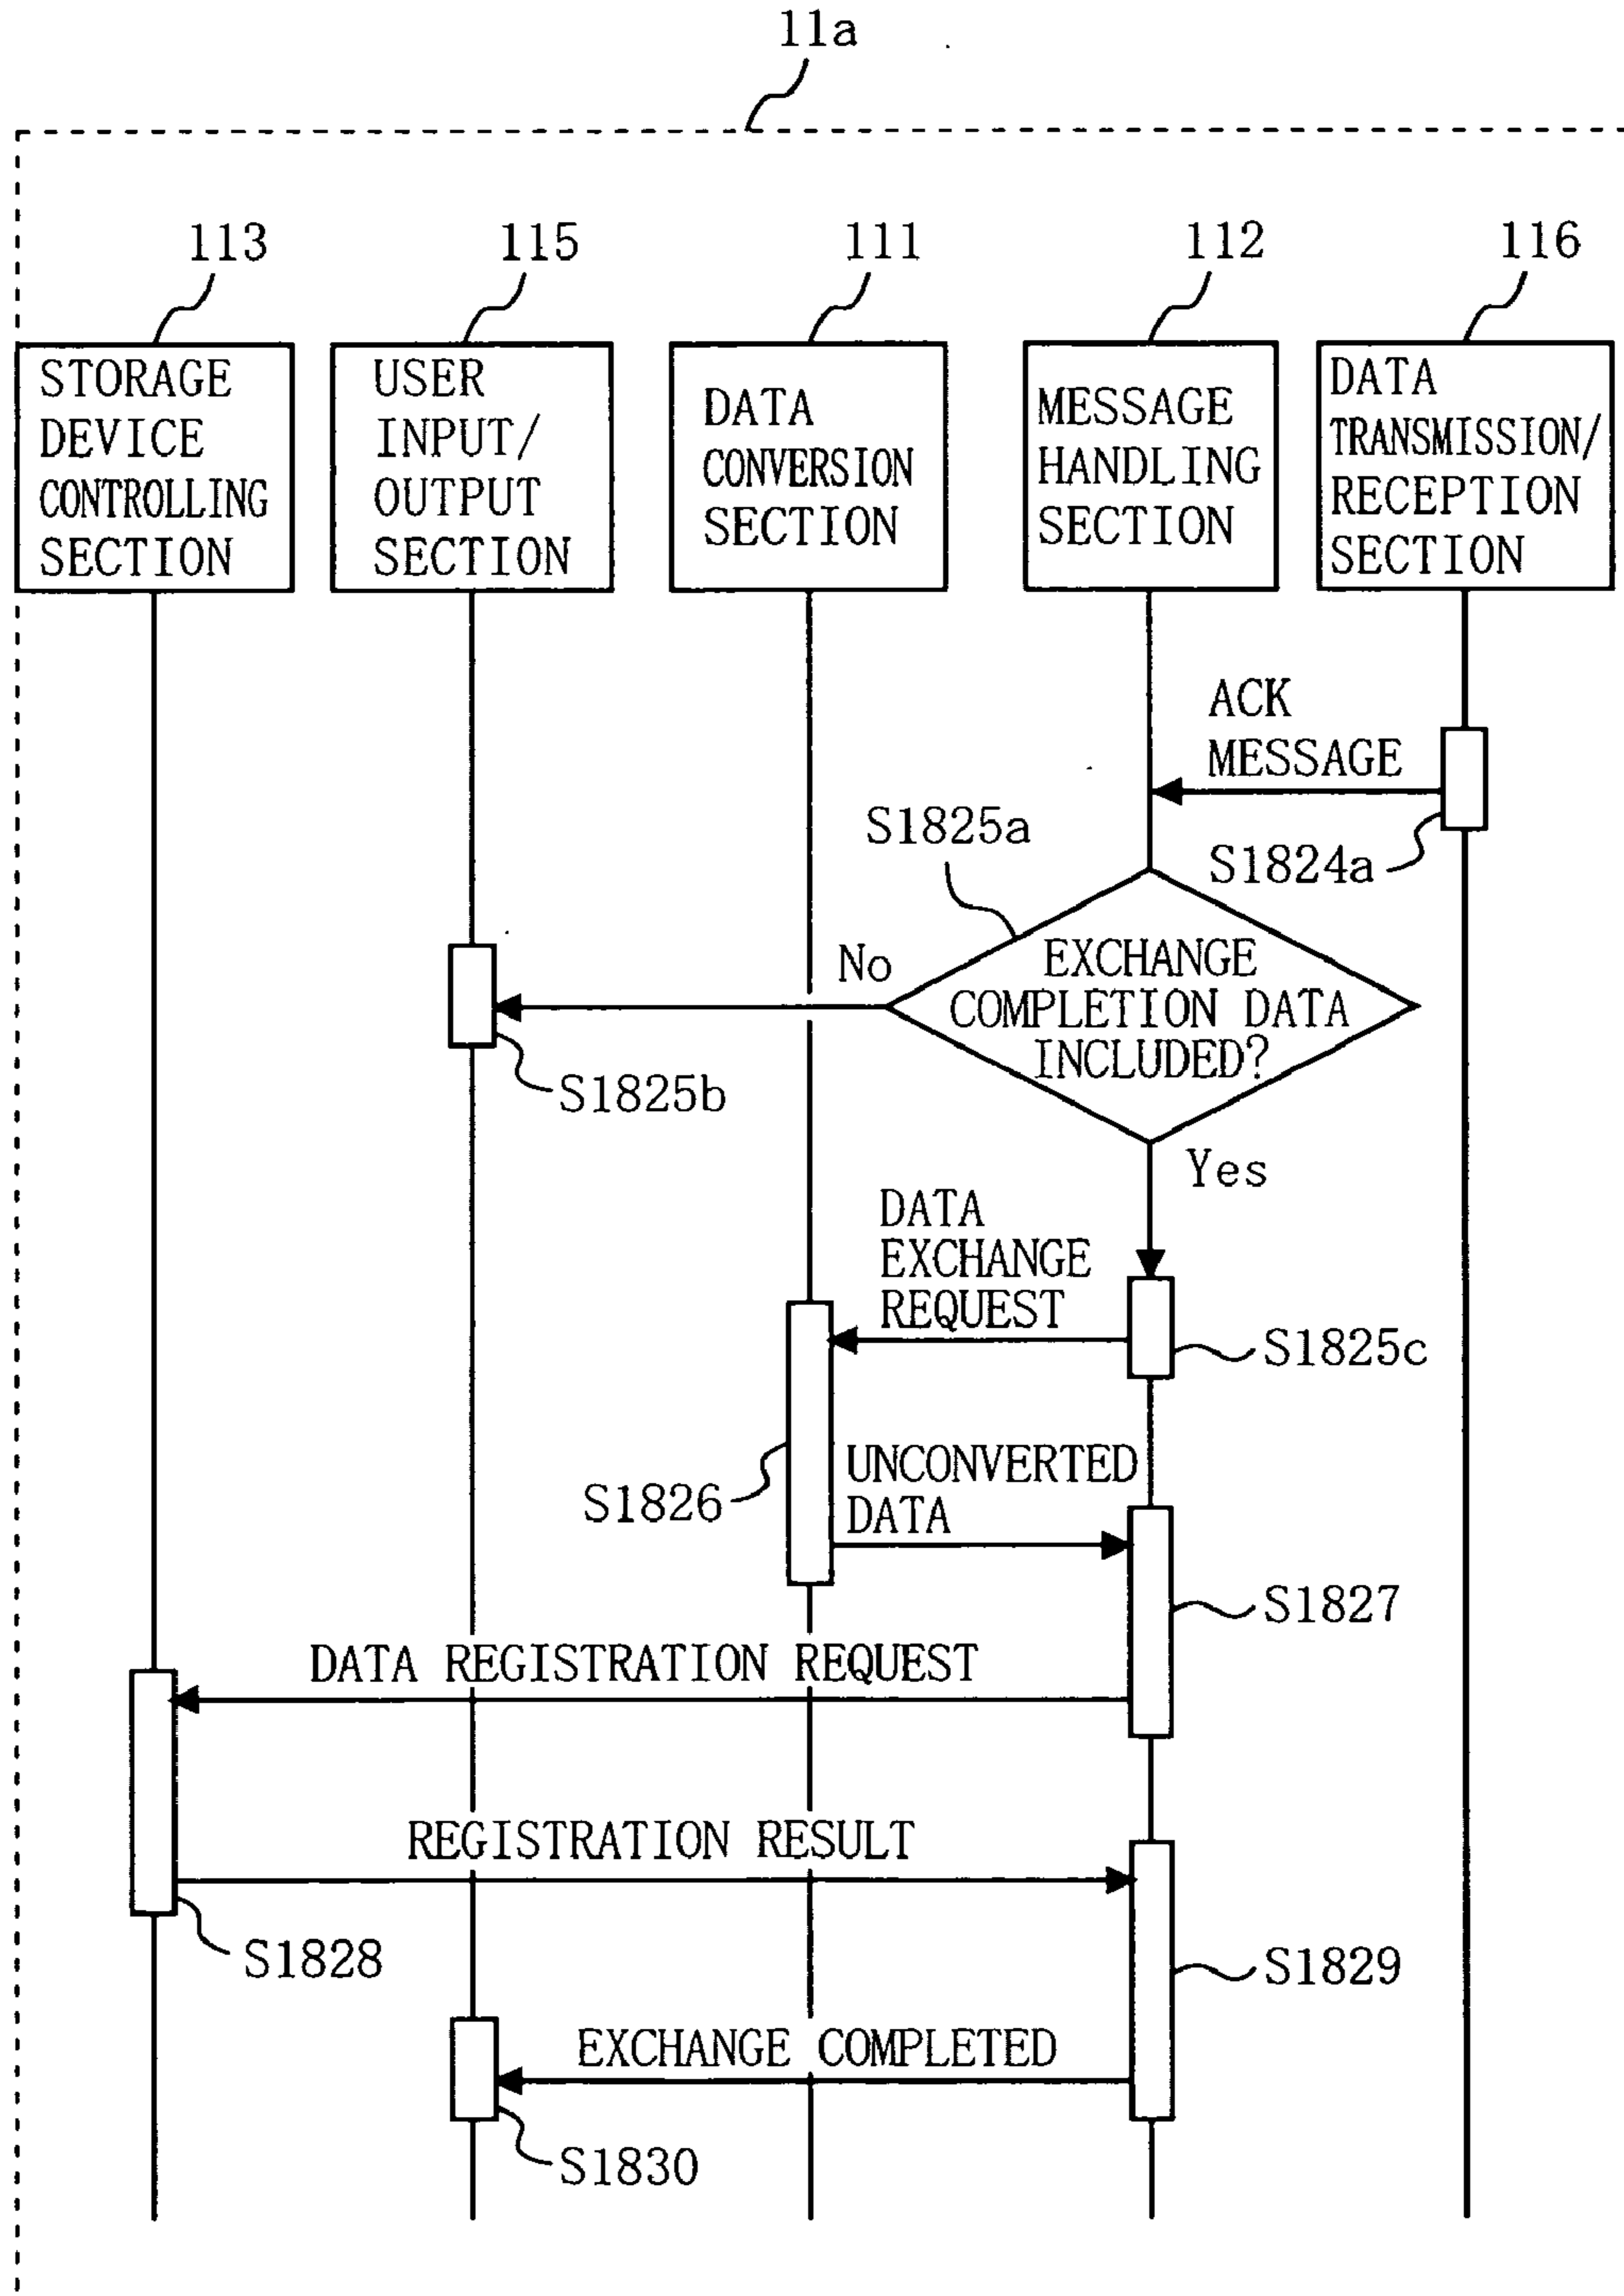 11a
113
115
111
112
116
STORAGE
DEVICE
CONTROLLING
SECTION
USER
INPUT/
OUTPUT
SECTION
DATA
CONVERSION
SECTION
MESSAGE
HANDLING
SECTION
DATA
TRANSMISSION/
RECEPTION
SECTION
ACK
MESSAGE
S1824a
S1825a
No
EXCHANGE
COMPLETION DATA
INCLUDED?
S1825b
Yes
DATA
EXCHANGE
REQUEST
S1825c
UNCONVERTED
DATA
S1826
S1827
DATA REGISTRATION REQUEST
REGISTRATION RESULT
S1828
S1829
EXCHANGE COMPLETED
S1830